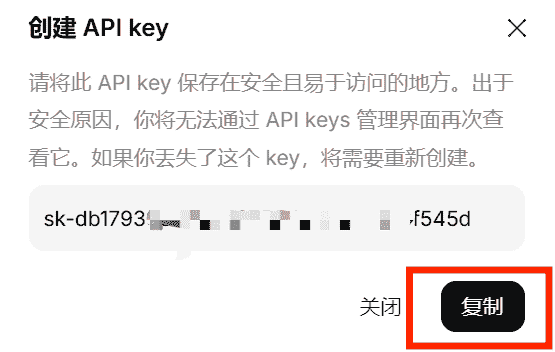 创建 API key
请将此 API key 保存在安全且易于访问的地方。出于
安全原因，你将无法通过 API keys 管理界面再次查
看它。如果你丢失了这个 key，将需要重新创建。
sk-db1793 f545d
关闭 复制